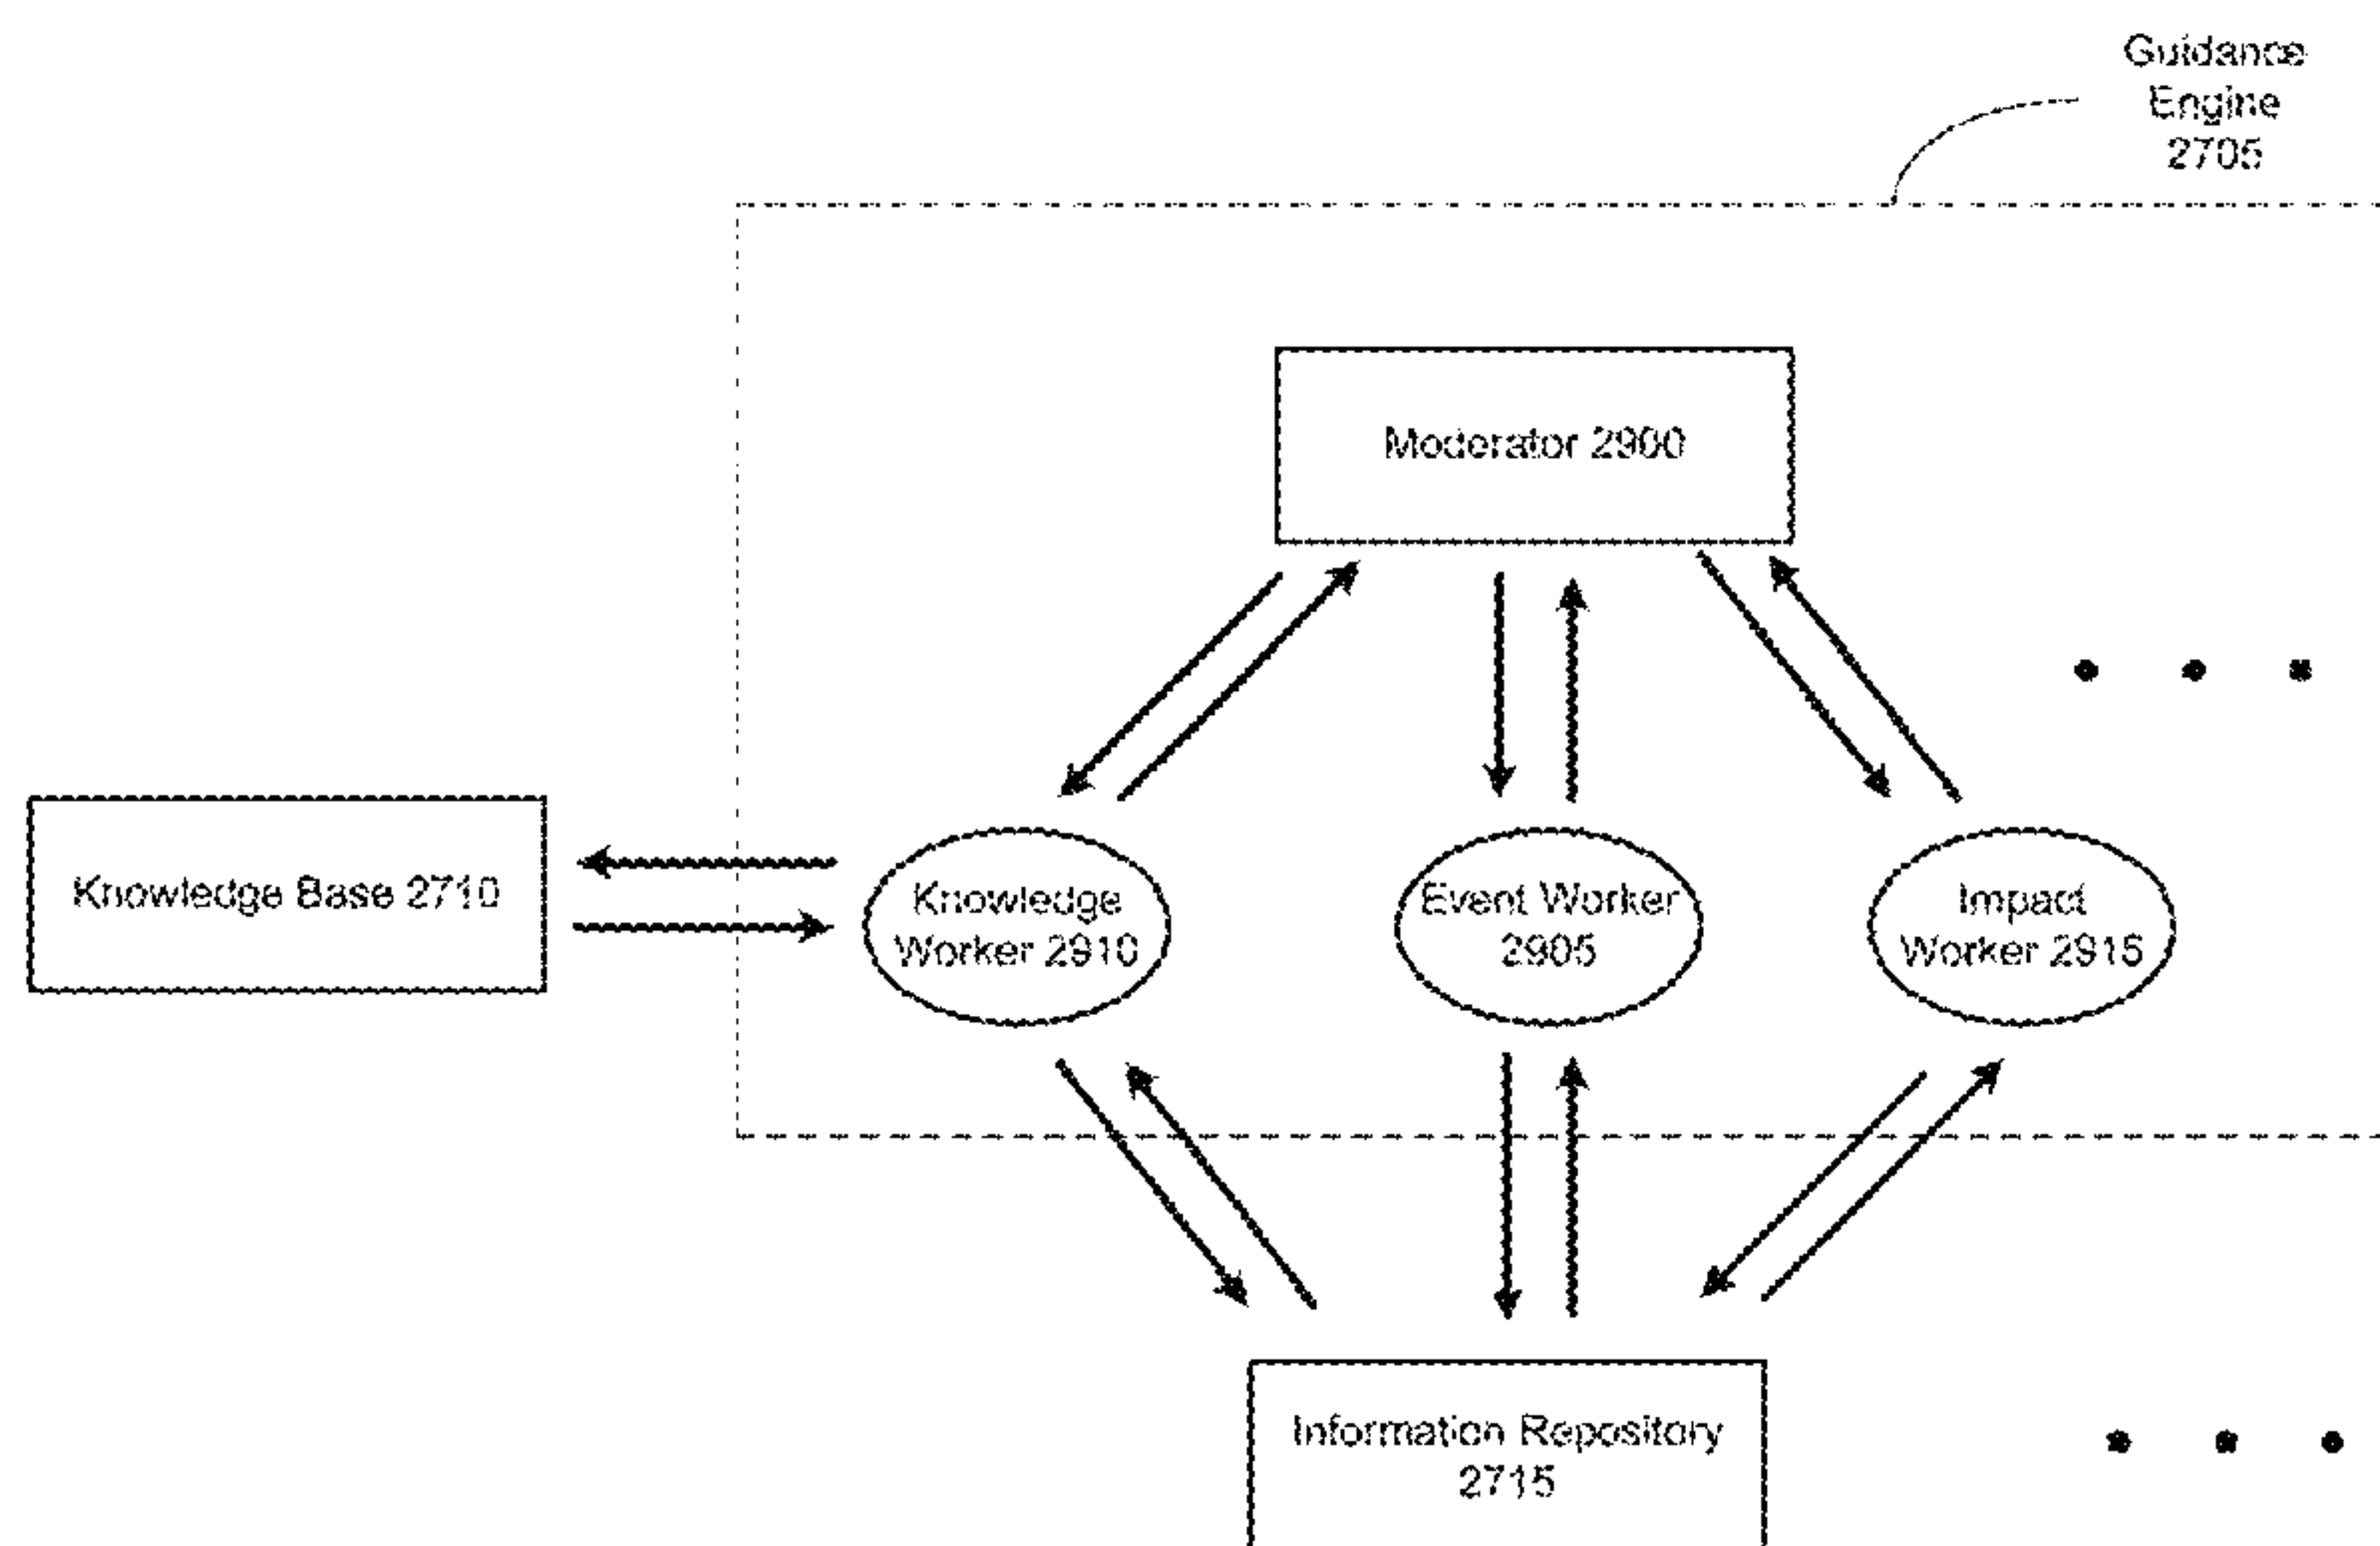 Guidance
Engine
2705
Moderator 2900
Knowledge Base 2710
Knowledge
Worker 2910
Event Worker
2905
Impact
Worker 2915
Information Repository
2715